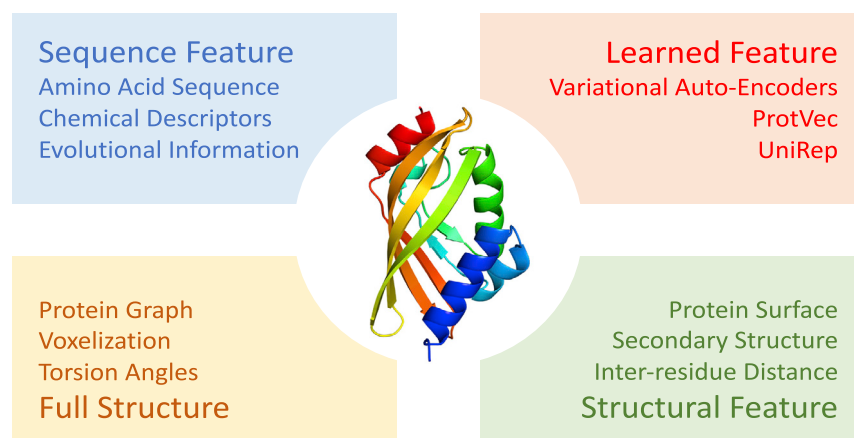 Sequence Feature
Amino Acid Sequence
Chemical Descriptors
Evolutional Information
Learned Feature
Variational Auto-Encoders
ProtVec
UniRep
Protein Graph
Voxelization
Torsion Angles
Full Structure
Protein Surface
Secondary Structure
Inter-residue Distance
Structural Feature